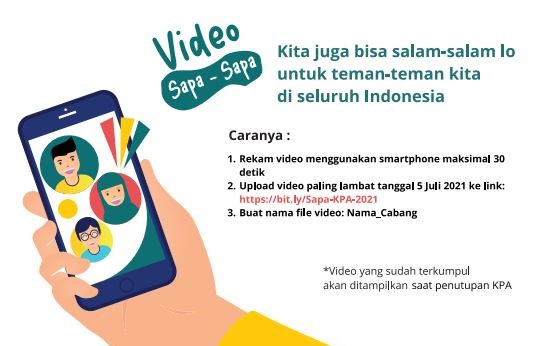 Video
Sapa - Sapa
Kita juga bisa salam-salam lo
untuk teman-teman kita
di seluruh Indonesia
Caranya :
1. Rekam video menggunakan smartphone maksimal 30
detik
2. Upload video paling lambat tanggal 5 Juli 2021 ke link:
https://bit.ly/Sapa-KPA-2021
3. Buat nama file video: Nama_Cabang
*Video yang sudah terkumpul
akan ditampilkan saat penutupan KPA